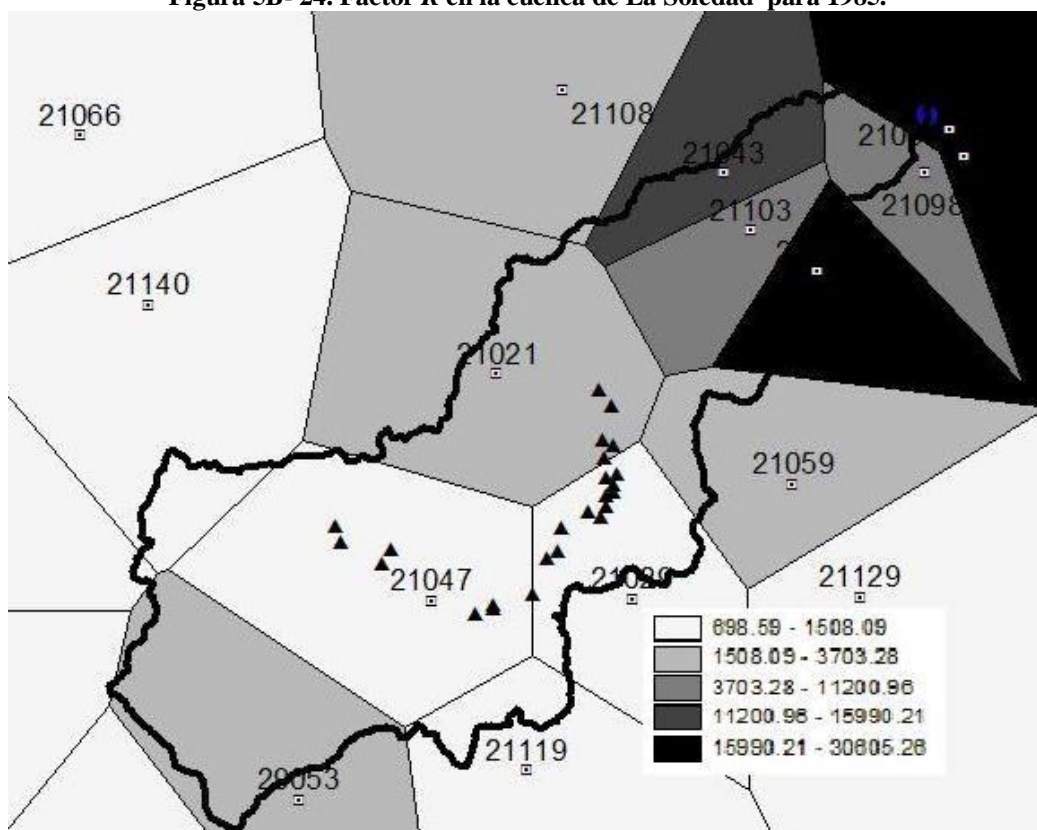 Figura 5B- 24. Factor R en la cuenca de La Soledad para 1985.
21066
21108
21043
21098
21103
21140
21021
21059
21047
21129
698.59 - 1508.09
1508.09 - 3703.28
3703.28 - 11200.96
11200.96 - 15990.21
15990.21 - 30605.26
21119
29053